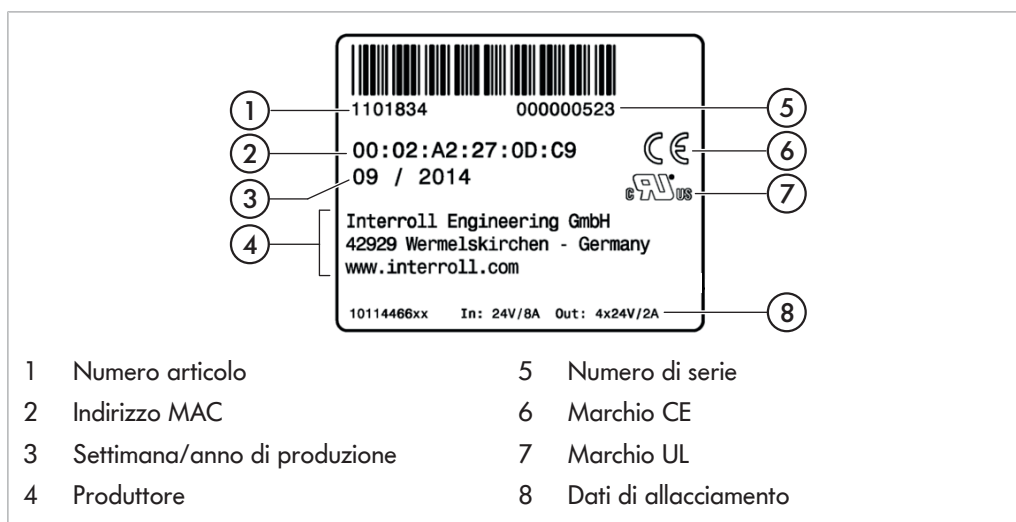 1101834 000000523
00:02:A2:27:0D:C9
09 / 2014
Interroll Engineering GmbH
42929 Wermelskirchen - Germany
www.interroll.com
10114466xx In: 24V/8A Out: 4x24V/2A
CE
c RU US
1
2
3
4
5
6
7
8
1 Numero articolo
2 Indirizzo MAC
3 Settimana/anno di produzione
4 Produttore
5 Numero di serie
6 Marchio CE
7 Marchio UL
8 Dati di allacciamento